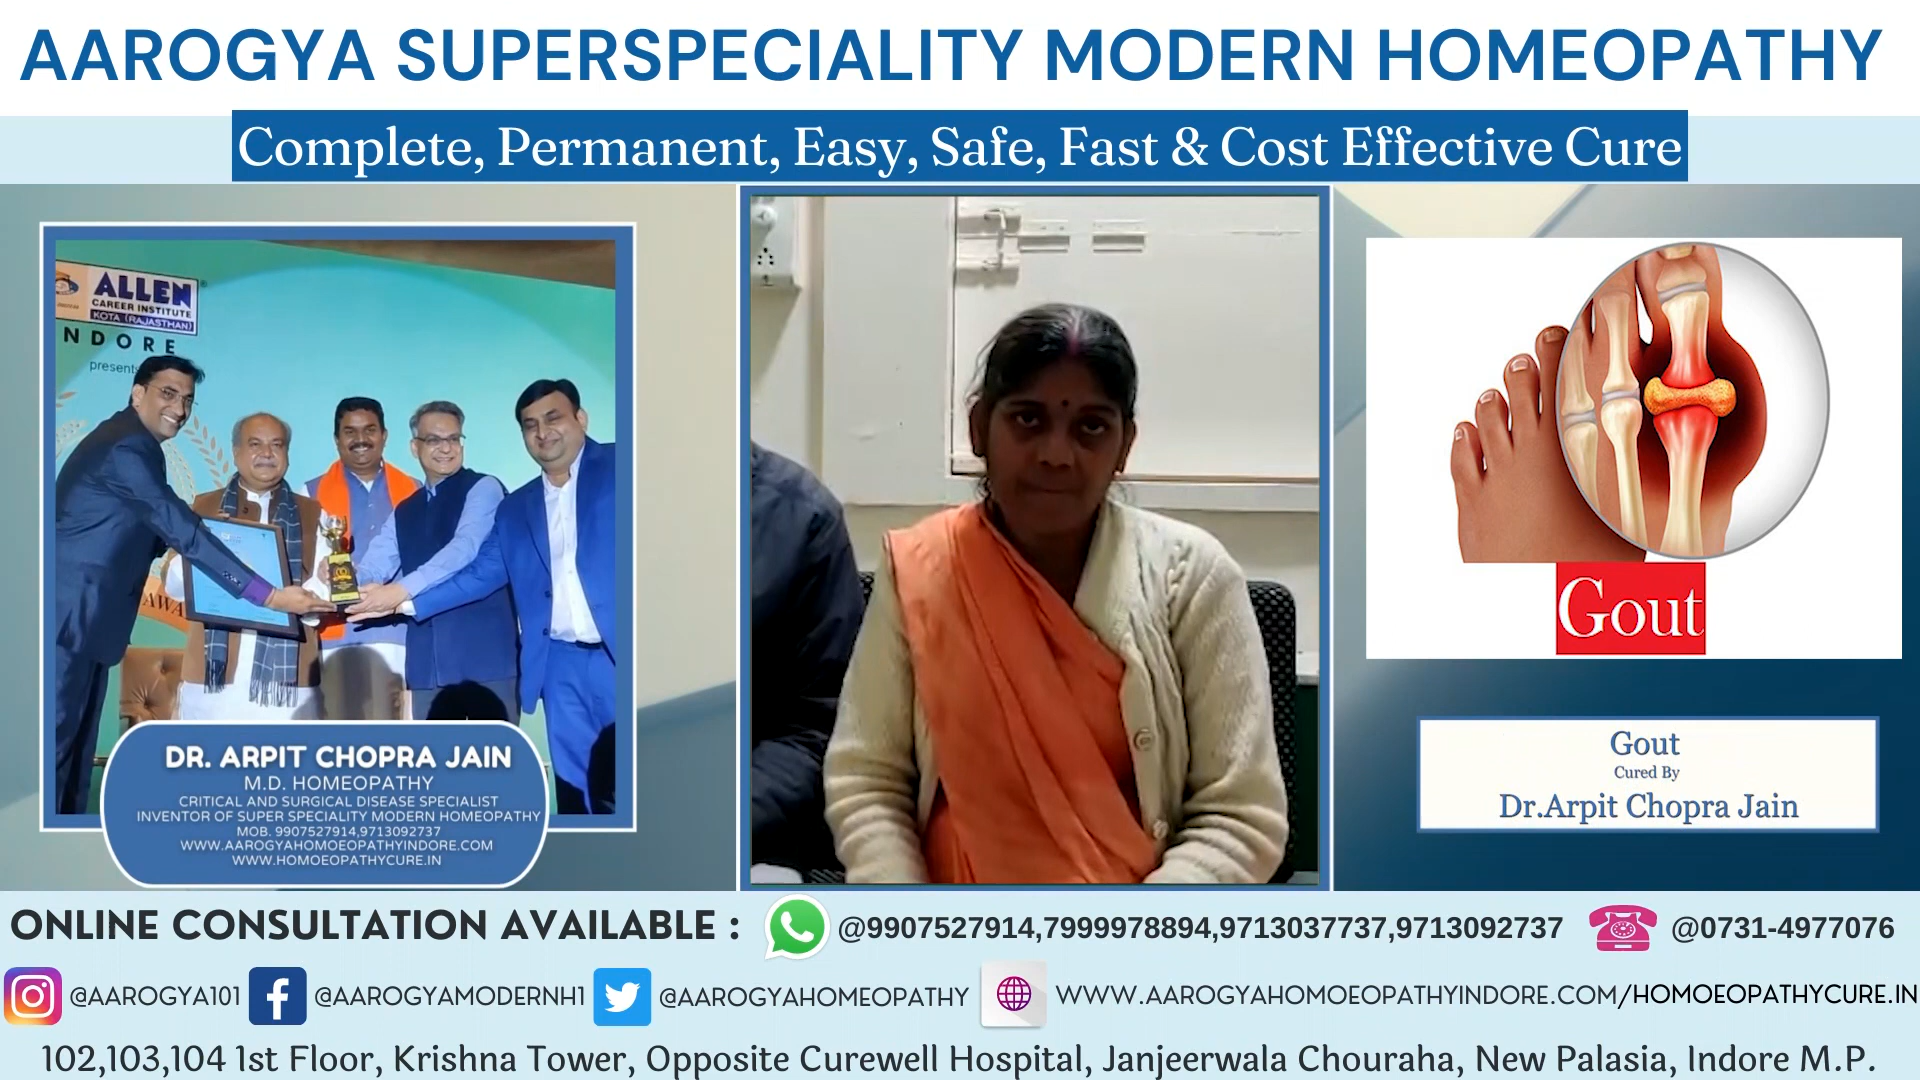 AAROGYA SUPERSPECIALITY MODERN HOMEOPATHY
Complete, Permanent, Easy, Safe, Fast & Cost Effective Cure
ALLEN
CAREER INSTITUTE
KOTA (RAJASTHAN)
NDORE
presents
AWA
DR. ARPIT CHOPRA JAIN
M.D. HOMEOPATHY
CRITICAL AND SURGICAL DISEASE SPECIALIST
INVENTOR OF SUPER SPECIALITY MODERN HOMEOPATHY
MOB. 9907527914,9713092737
WWW.AAROGYAHOMOEOPATHYINDORE.COM
WWW.HOMOEOPATHYCURE.IN
Gout
Gout
Cured By
Dr.Arpit Chopra Jain
ONLINE CONSULTATION AVAILABLE : @9907527914,7999978894,9713037737,9713092737 @0731-4977076
@AAROGYA101 @AAROGYAMODERNH1 @AAROGYAHOMEOPATHY WWW.AAROGYAHOMOEOPATHYINDORE.COM/HOMOEOPATHYCURE.IN
102,103,104 1st Floor, Krishna Tower, Opposite Curewell Hospital, Janjeerwala Chouraha, New Palasia, Indore M.P.